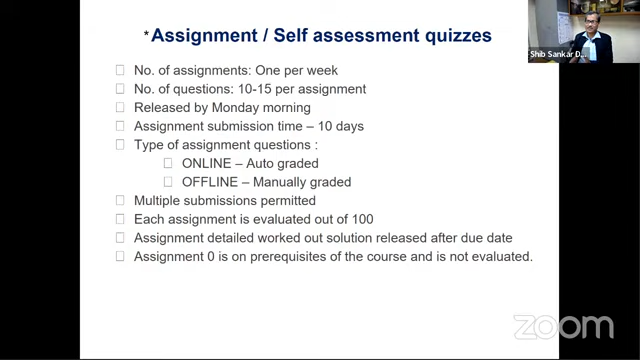 *Assignment / Self assessment quizzes
No. of assignments: One per week
No. of questions: 10-15 per assignment
Released by Monday morning
Assignment submission time – 10 days
Type of assignment questions :
ONLINE – Auto graded
OFFLINE – Manually graded
Multiple submissions permitted
Each assignment is evaluated out of 100
Assignment detailed worked out solution released after due date
Assignment 0 is on prerequisites of the course and is not evaluated.
Shib Sankar D...
zoom